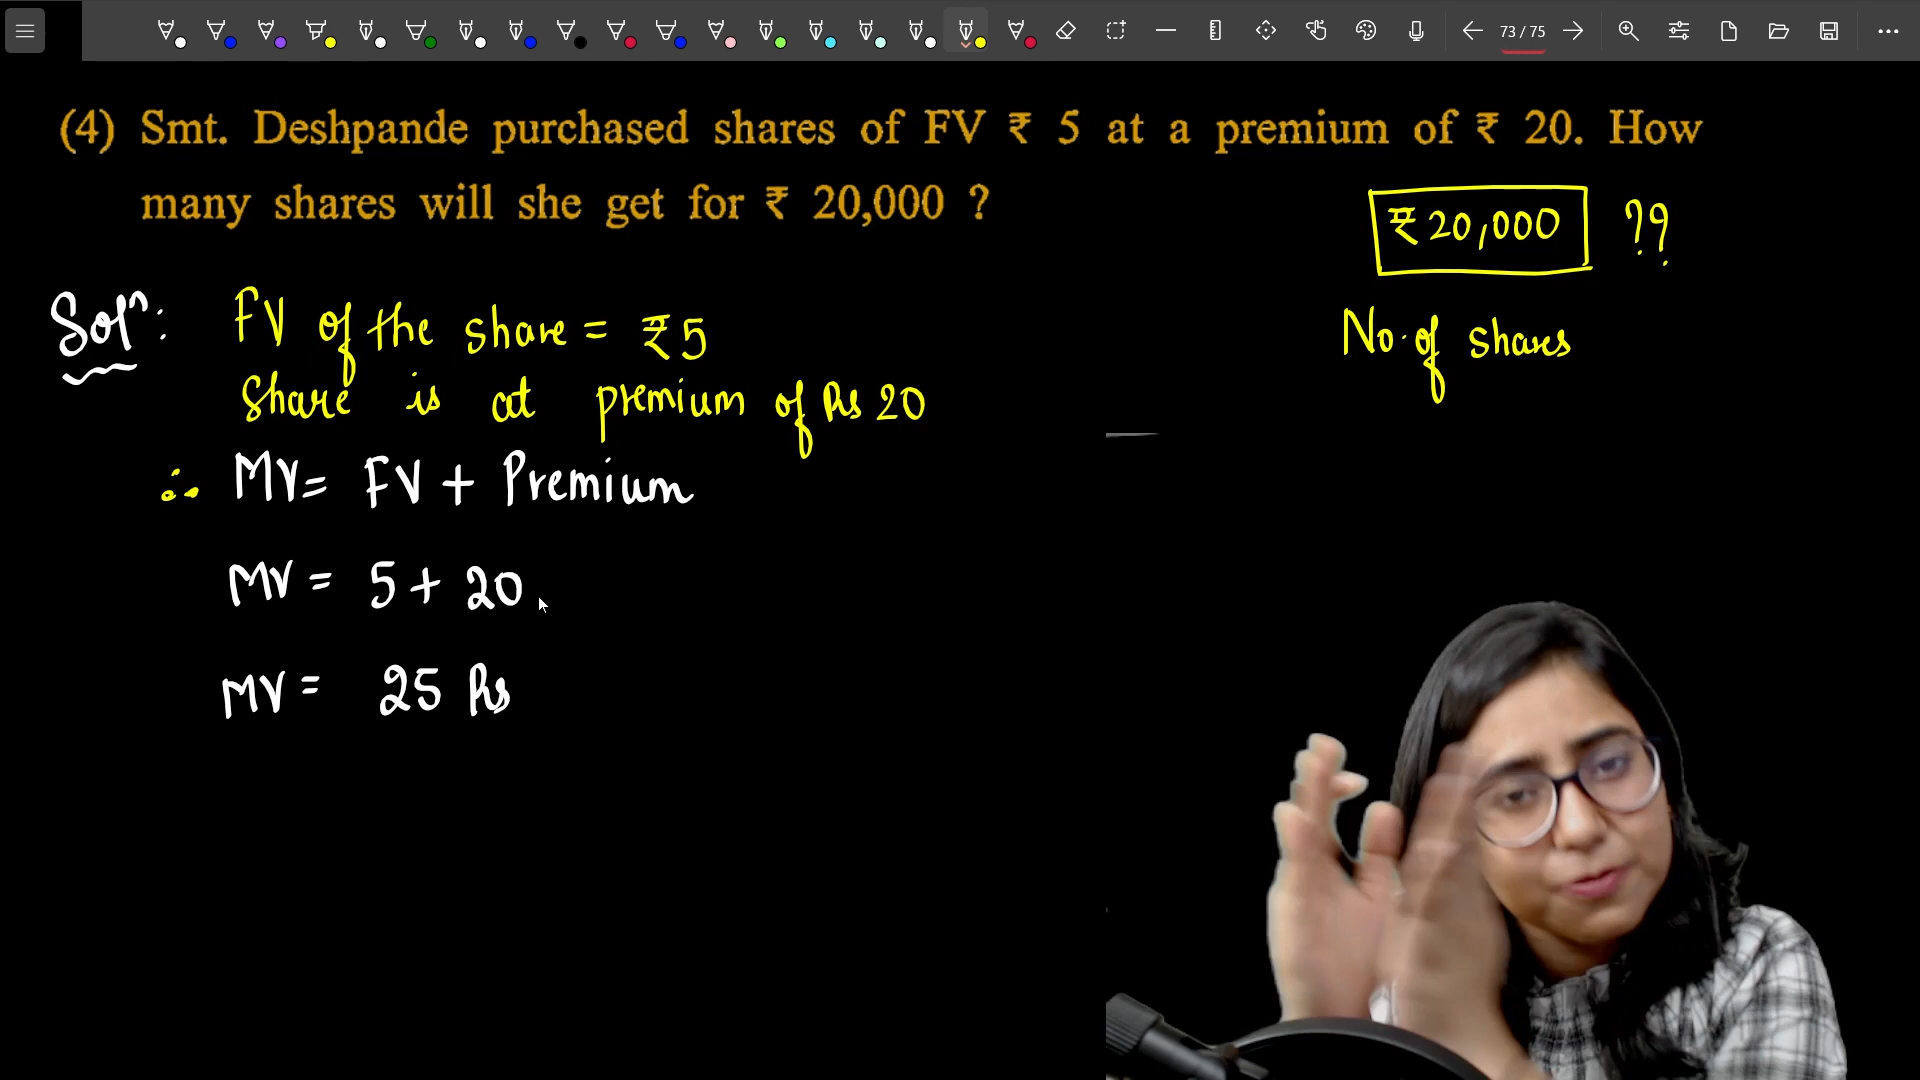 73 / 75
(4) Smt. Deshpande purchased shares of FV ₹ 5 at a premium of ₹ 20. How
many shares will she get for ₹ 20,000 ?
₹ 20,000 ??
No. of shares
Solⁿ: FV of the share = ₹5
Share is at premium of Rs 20
∴ MV = FV + Premium
MV = 5 + 20
MV = 25 Rs